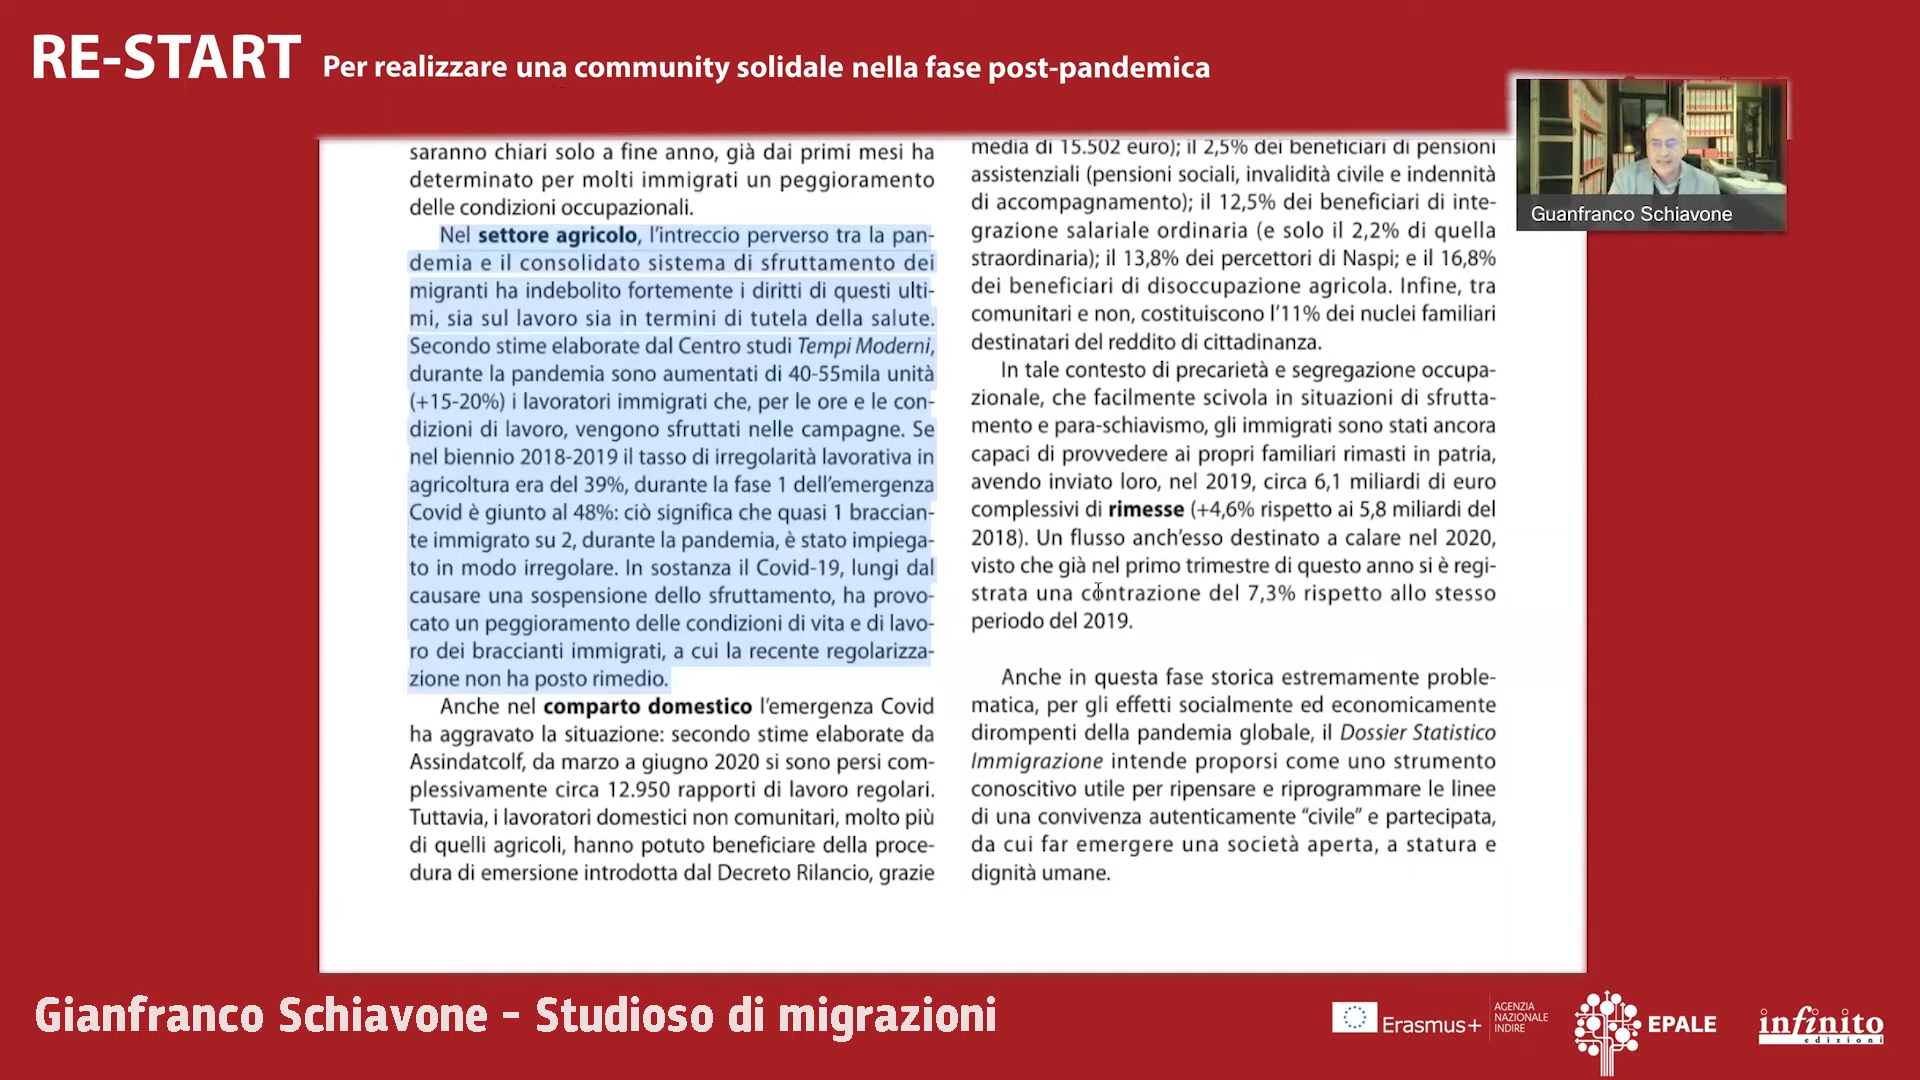 RE-START Per realizzare una community solidale nella fase post-pandemica
saranno chiari solo a fine anno, già dai primi mesi ha
determinato per molti immigrati un peggioramento
delle condizioni occupazionali.
Nel settore agricolo, l'intreccio perverso tra la pan-
demia e il consolidato sistema di sfruttamento dei
migranti ha indebolito fortemente i diritti di questi ulti-
mi, sia sul lavoro sia in termini di tutela della salute.
Secondo stime elaborate dal Centro studi Tempi Moderni,
durante la pandemia sono aumentati di 40-55mila unità
(+15-20%) i lavoratori immigrati che, per le ore e le con-
dizioni di lavoro, vengono sfruttati nelle campagne. Se
nel biennio 2018-2019 il tasso di irregolarità lavorativa in
agricoltura era del 39%, durante la fase 1 dell'emergenza
Covid è giunto al 48%: ciò significa che quasi 1 braccian-
te immigrato su 2, durante la pandemia, è stato impiega-
to in modo irregolare. In sostanza il Covid-19, lungi dal
causare una sospensione dello sfruttamento, ha provo-
cato un peggioramento delle condizioni di vita e di lavo-
ro dei braccianti immigrati, a cui la recente regolarizza-
zione non ha posto rimedio.
Anche nel comparto domestico l'emergenza Covid
ha aggravato la situazione: secondo stime elaborate da
Assindatcolf, da marzo a giugno 2020 si sono persi com-
plessivamente circa 12.950 rapporti di lavoro regolari.
Tuttavia, i lavoratori domestici non comunitari, molto più
di quelli agricoli, hanno potuto beneficiare della proce-
dura di emersione introdotta dal Decreto Rilancio, grazie
media di 15.502 euro); il 2,5% dei beneficiari di pensioni
assistenziali (pensioni sociali, invalidità civile e indennità
di accompagnamento); il 12,5% dei beneficiari di inte-
grazione salariale ordinaria (e solo il 2,2% di quella
straordinaria); il 13,8% dei percettori di Naspi; e il 16,8%
dei beneficiari di disoccupazione agricola. Infine, tra
comunitari e non, costituiscono l'11% dei nuclei familiari
destinatari del reddito di cittadinanza.
In tale contesto di precarietà e segregazione occupa-
zionale, che facilmente scivola in situazioni di sfrutta-
mento e para-schiavismo, gli immigrati sono stati ancora
capaci di provvedere ai propri familiari rimasti in patria,
avendo inviato loro, nel 2019, circa 6,1 miliardi di euro
complessivi di rimesse (+4,6% rispetto ai 5,8 miliardi del
2018). Un flusso anch'esso destinato a calare nel 2020,
visto che già nel primo trimestre di questo anno si è regi-
strata una contrazione del 7,3% rispetto allo stesso
periodo del 2019.
Anche in questa fase storica estremamente proble-
matica, per gli effetti socialmente ed economicamente
dirompenti della pandemia globale, il Dossier Statistico
Immigrazione intende proporsi come uno strumento
conoscitivo utile per ripensare e riprogrammare le linee
di una convivenza autenticamente "civile" e partecipata,
da cui far emergere una società aperta, a statura e
dignità umane.
Guanfranco Schiavone
Gianfranco Schiavone - Studioso di migrazioni
Erasmus+
AGENZIA
NAZIONALE
INDIRE
EPALE
infinito
edizioni